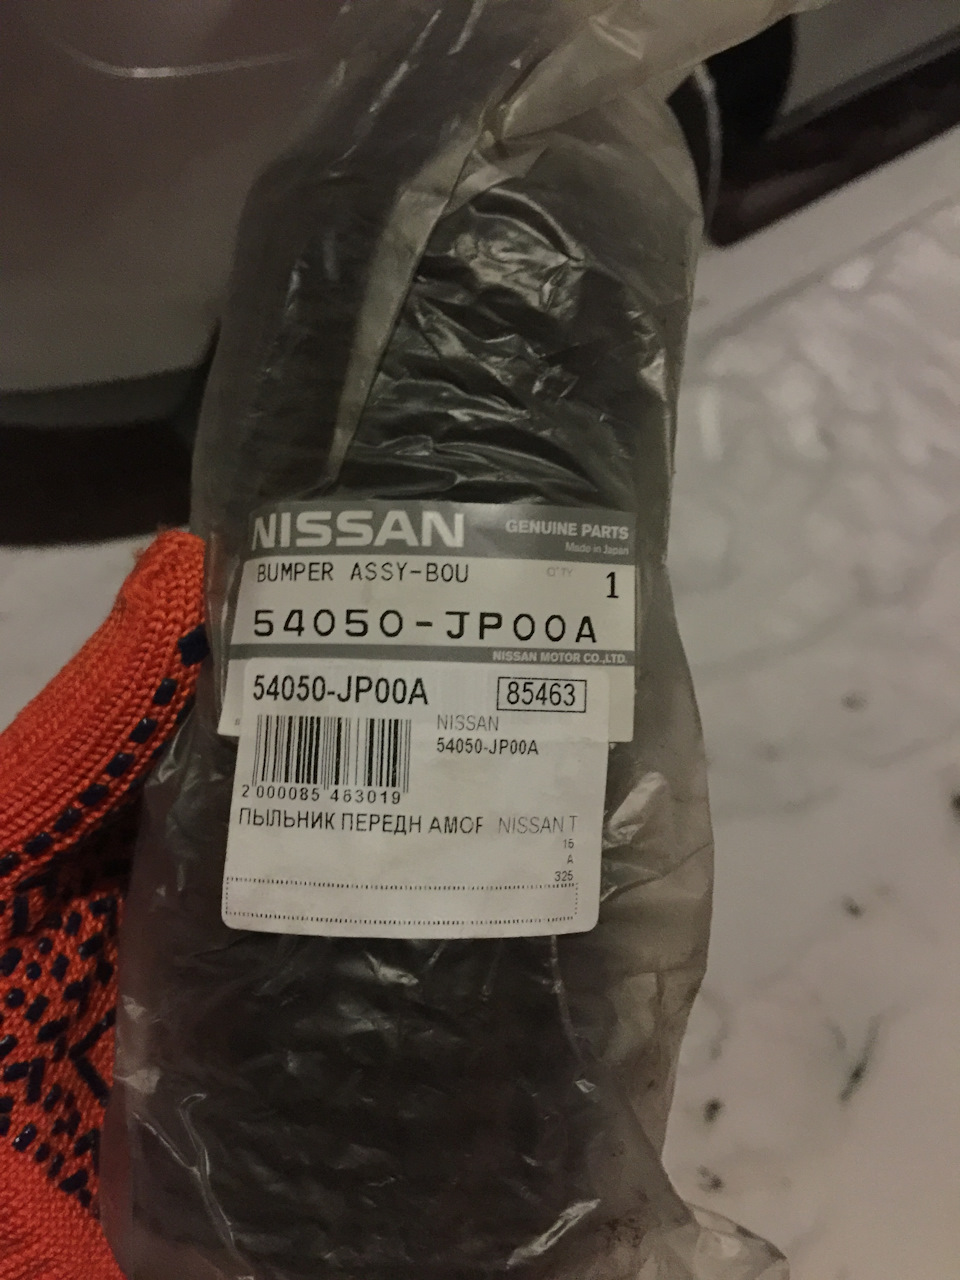 NISSAN
GENUINE PARTS
Made in Japan
BUMPER ASSY-BOU
Q'TY
1
54050-JP00A
NISSAN MOTOR CO.,LTD.
54050-JP00A
85463
NISSAN
54050-JP00A
2 000085 463019
ПЫЛЬНИК ПЕРЕДН АМОР NISSAN T
15
A
325